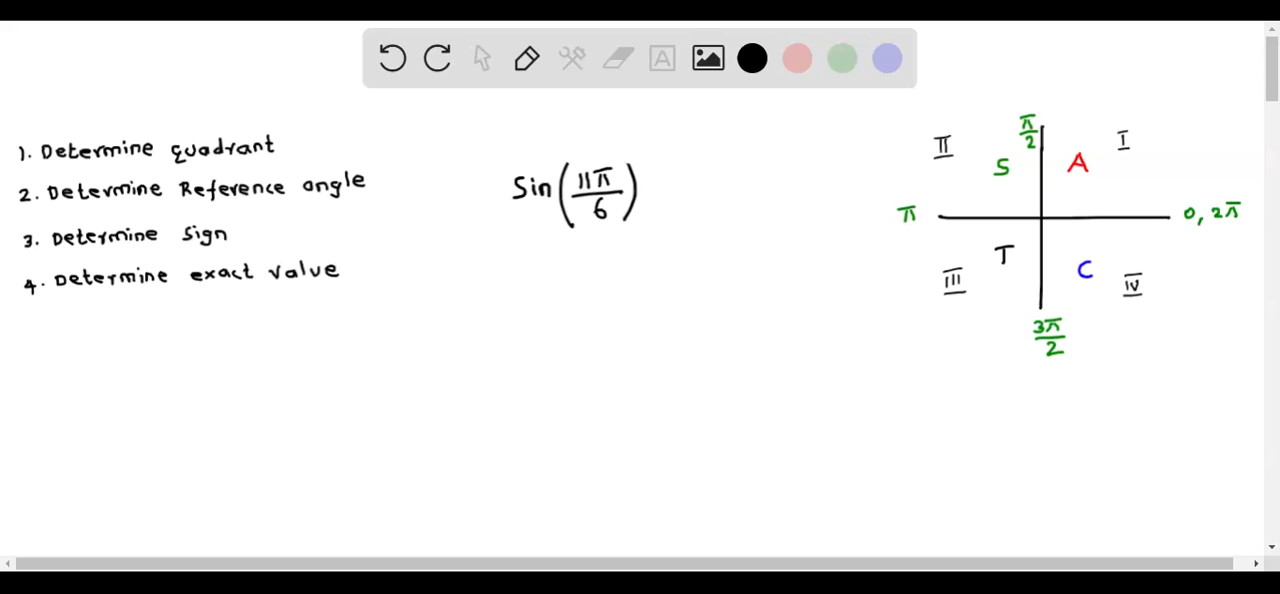 1. Determine quadrant
2. Determine Reference angle
3. Determine sign
4. Determine exact value
Sin(11π/6)
π/2
II
I
S
A
π
0, 2π
T
C
III
IV
3π/2
A